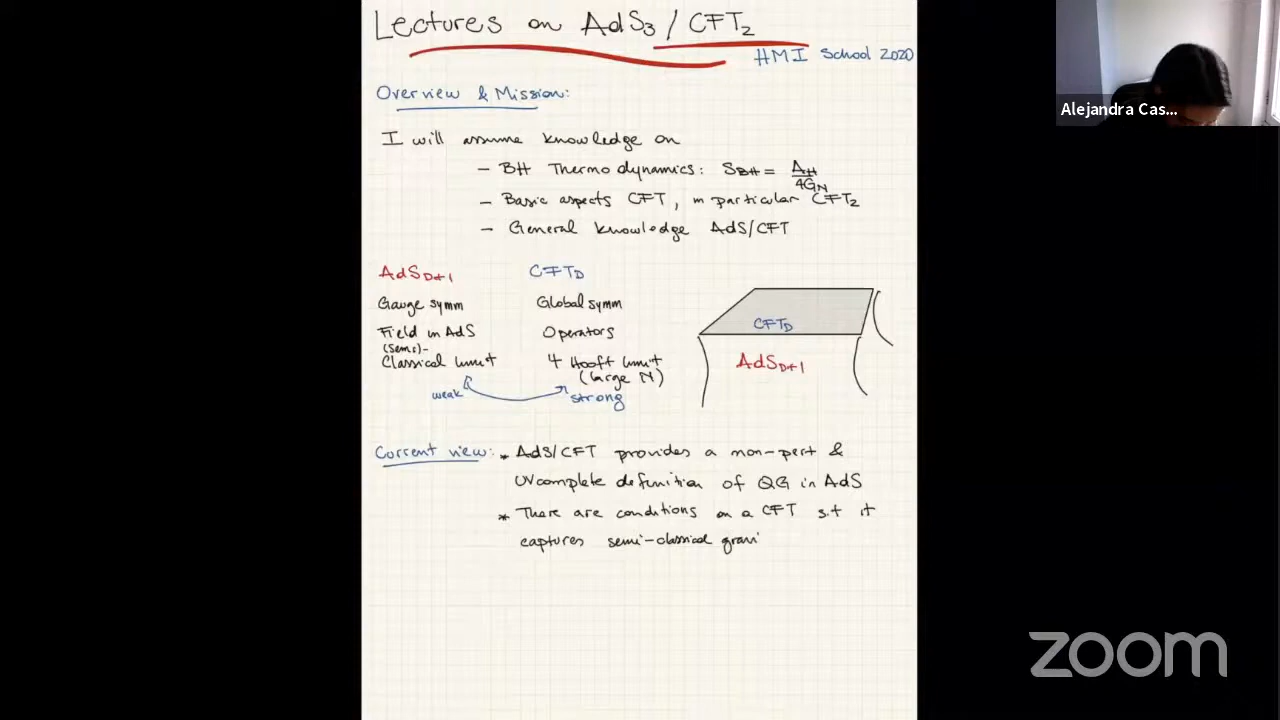 Lectures on AdS3 / CFT2
HMI School 2020
Alejandra Cas...
Overview & Mission:
I will assume knowledge on
- BH Thermodynamics: SBH = AH/4GN
- Basic aspects CFT, in particular CFT2
- General knowledge AdS/CFT
AdSD+1 CFTD
Gauge symm Global symm
Field in AdS Operators
(semi)-
Classical limit 't Hooft limit
(large N)
weak strong
CFTD
AdSD+1
Current view: * AdS/CFT provides a non-pert &
UV complete definition of QG in AdS
* There are conditions on a CFT s.t it
captures semi-classical gravi
zoom